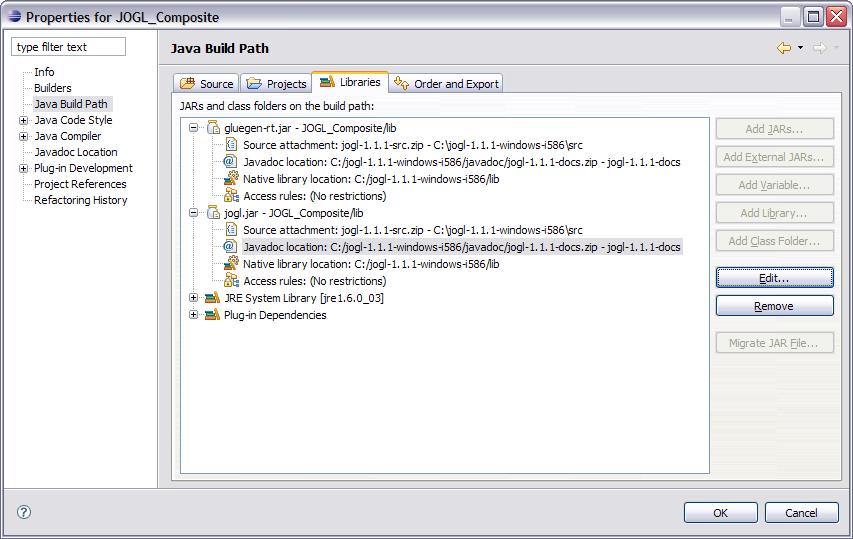 Properties for JOGL_Composite
type filter text
Java Build Path
Info
Builders
Java Build Path
Java Code Style
Java Compiler
Javadoc Location
Plug-in Development
Project References
Refactoring History
Source
Projects
Libraries
Order and Export
JARs and class folders on the build path:
gluegen-rt.jar - JOGL_Composite/lib
Source attachment: jogl-1.1.1-src.zip - C:\jogl-1.1.1-windows-i586\src
Javadoc location: C:/jogl-1.1.1-windows-i586/javadoc/jogl-1.1.1-docs.zip - jogl-1.1.1-docs
Native library location: C:/jogl-1.1.1-windows-i586/lib
Access rules: (No restrictions)
jogl.jar - JOGL_Composite/lib
Source attachment: jogl-1.1.1-src.zip - C:\jogl-1.1.1-windows-i586\src
Javadoc location: C:/jogl-1.1.1-windows-i586/javadoc/jogl-1.1.1-docs.zip - jogl-1.1.1-docs
Native library location: C:/jogl-1.1.1-windows-i586/lib
Access rules: (No restrictions)
JRE System Library [jre1.6.0_03]
Plug-in Dependencies
Add JARs...
Add External JARs...
Add Variable...
Add Library...
Add Class Folder...
Edit...
Remove
Migrate JAR File...
?
OK
Cancel